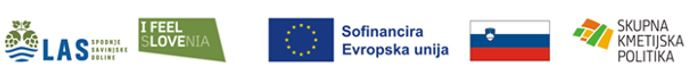 LAS SPODNJE
SAVINJSKE
DOLINE
I FEEL
SLOVENIA
Sofinancira
Evropska unija
SKUPNA
KMETIJSKA
POLITIKA